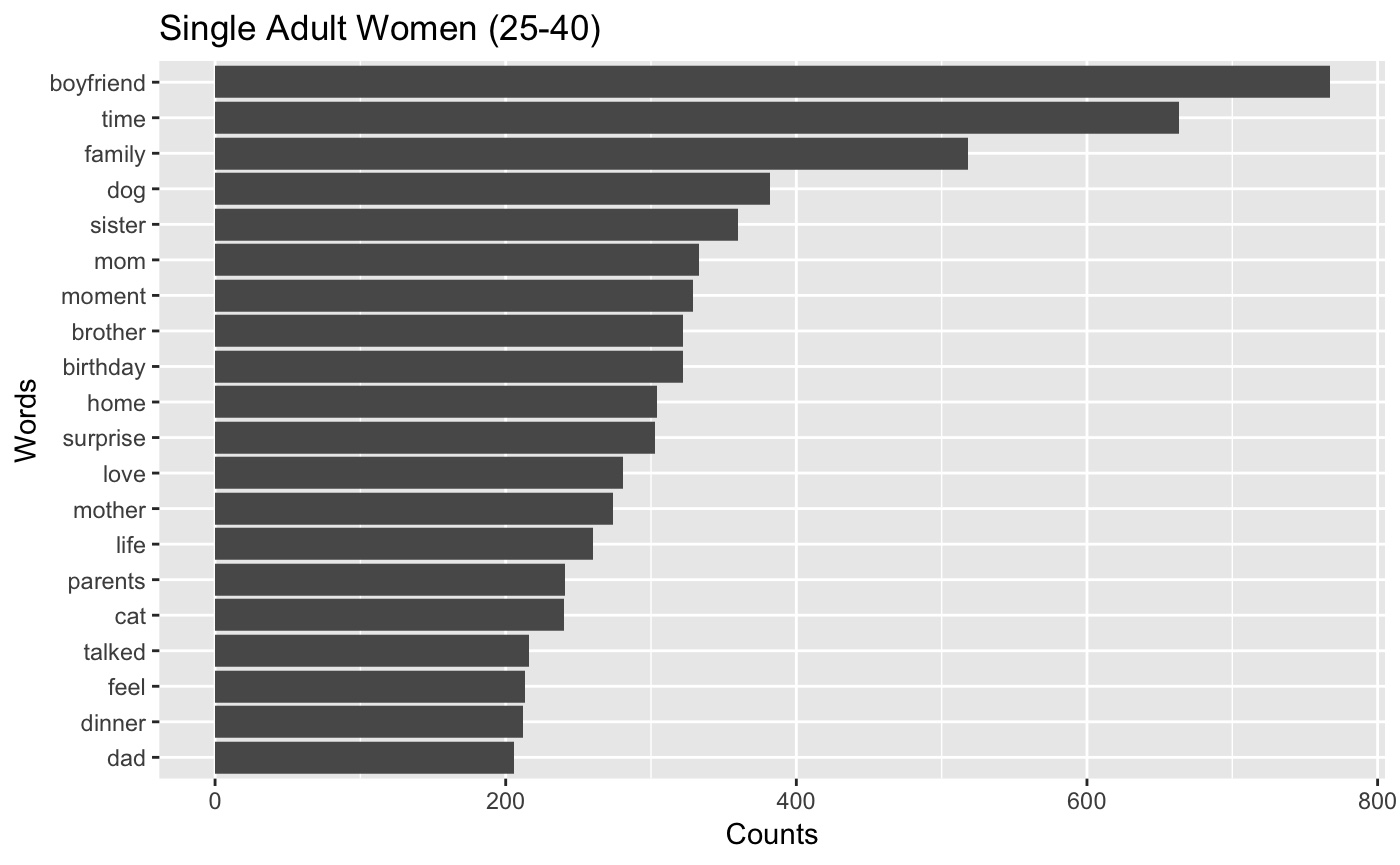 Single Adult Women (25-40)
boyfriend
time
family
dog
sister
mom
moment
brother
birthday
home
surprise
love
mother
life
parents
cat
talked
feel
dinner
dad
Words
0 200 400 600 800
Counts